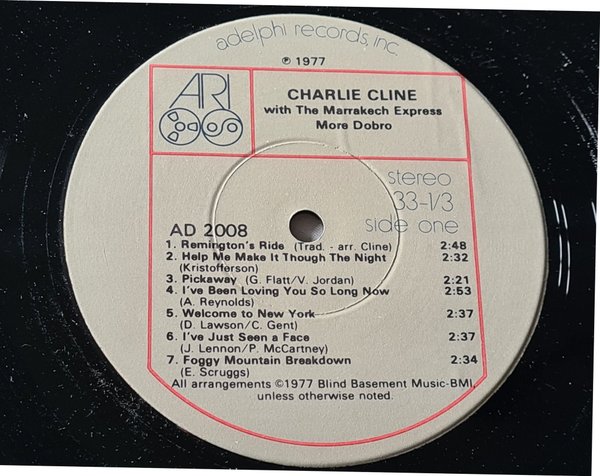 adelphi records, inc.
℗ 1977
ARI
CHARLIE CLINE
with The Marrakech Express
More Dobro
stereo
33-1/3
side one
AD 2008
1. Remington's Ride (Trad. - arr. Cline) 2:48
2. Help Me Make It Though The Night 2:32
(Kristofferson)
3. Pickaway (G. Flatt/V. Jordan) 2:21
4. I've Been Loving You So Long Now 2:53
(A. Reynolds)
5. Welcome to New York 2:37
(D. Lawson/C. Gent)
6. I've Just Seen a Face 2:37
(J. Lennon/P. McCartney)
7. Foggy Mountain Breakdown 2:34
(E. Scruggs)
All arrangements ©1977 Blind Basement Music-BMI,
unless otherwise noted.